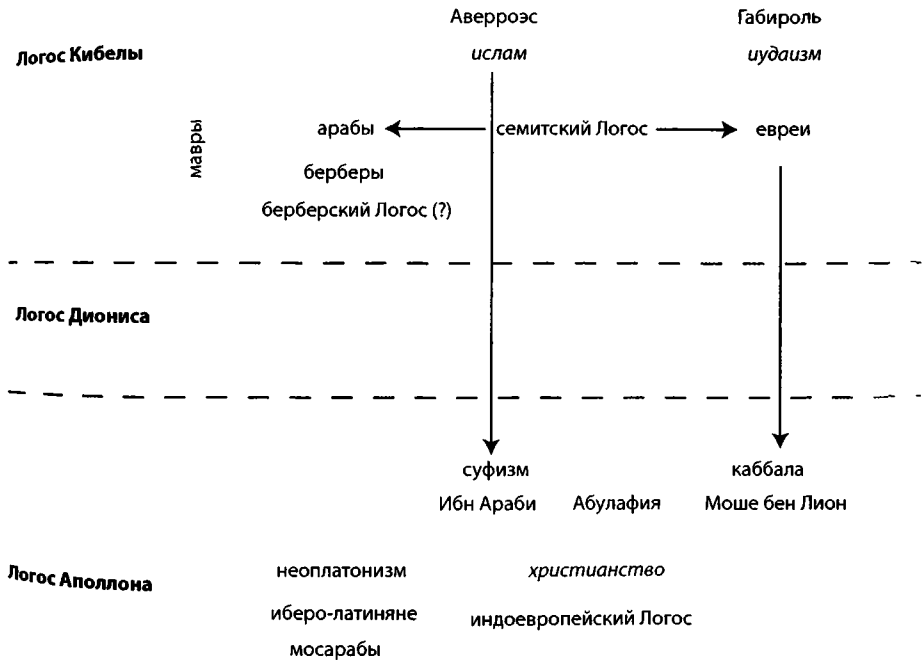 Аверроэс
Габироль
Логос Кибелы
ислам
иудаизм
мавры
арабы
семитский Логос
евреи
берберы
берберский Логос (?)
Логос Диониса
суфизм
каббала
Ибн Араби
Абулафия
Моше бен Лион
Логос Аполлона
неоплатонизм
христианство
иберо-латиняне
индоевропейский Логос
мосарабы